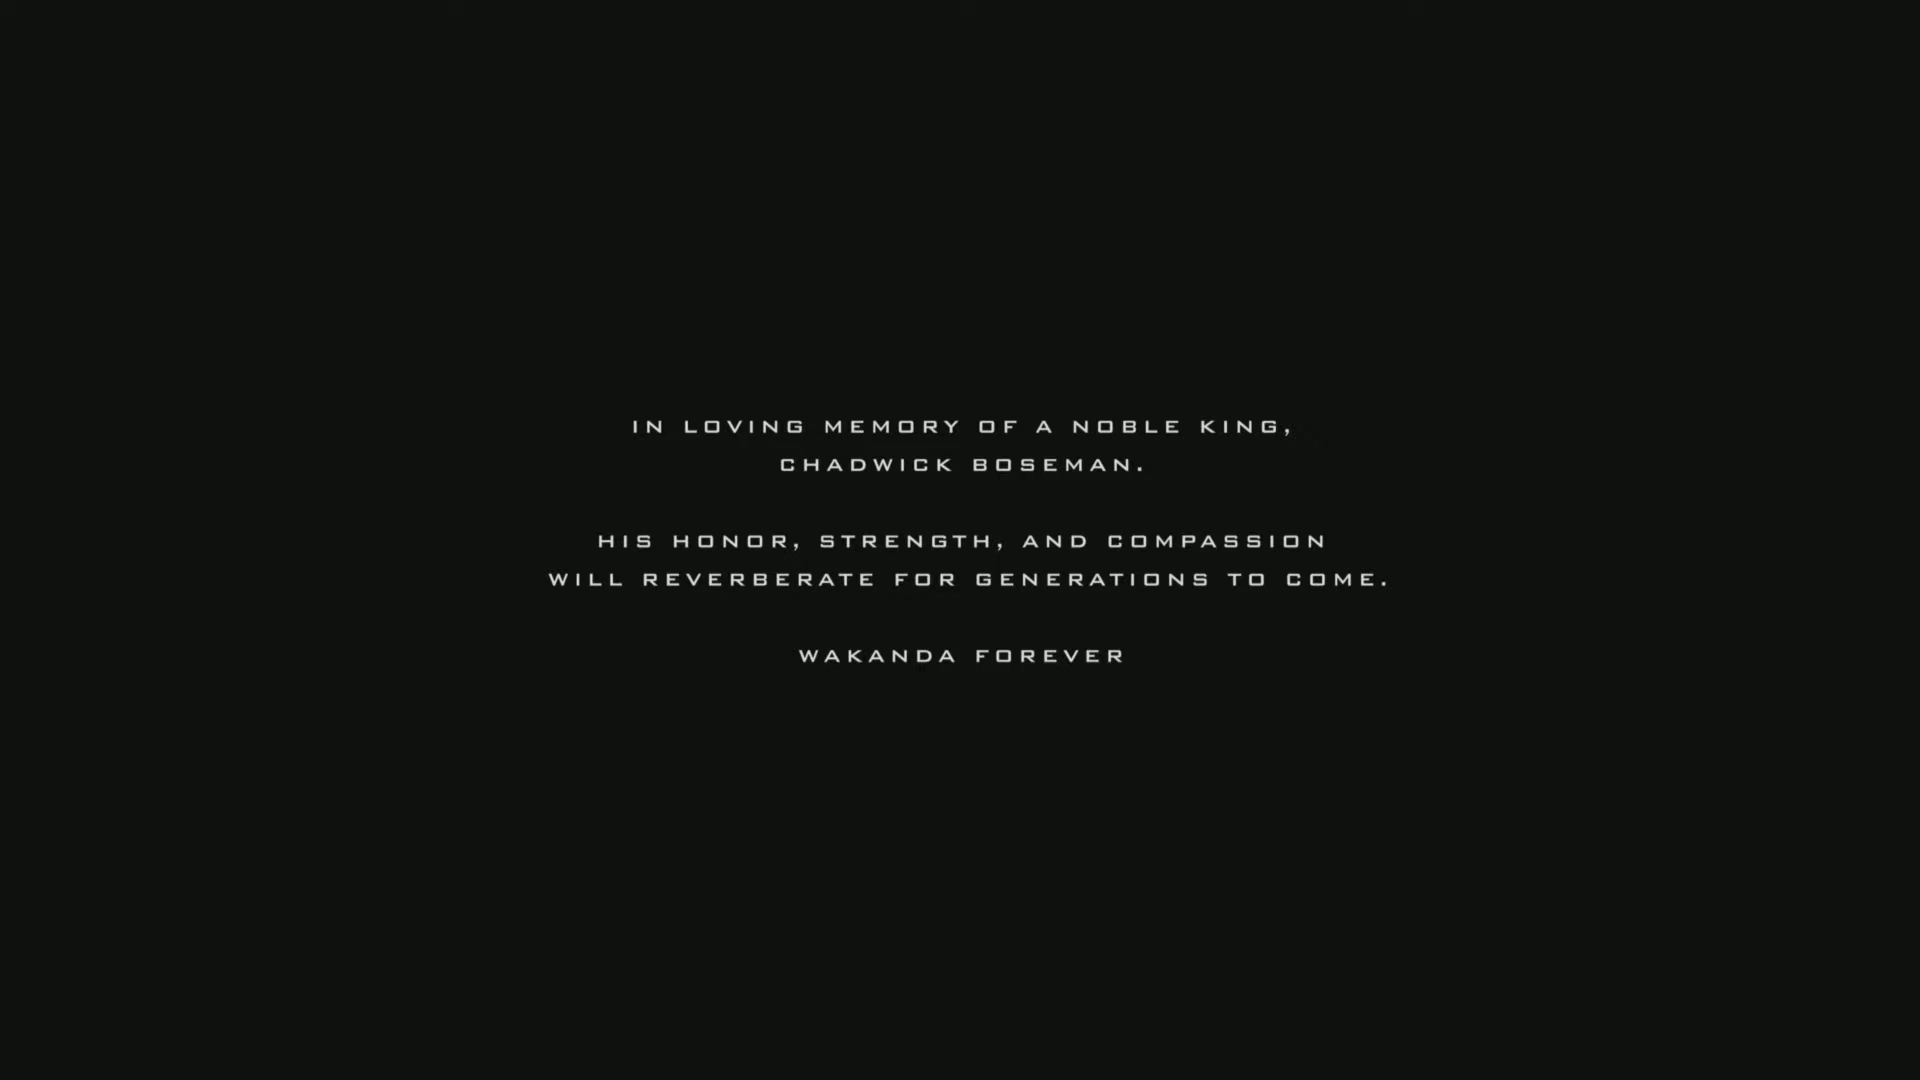 IN LOVING MEMORY OF A NOBLE KING,
CHADWICK BOSEMAN.
HIS HONOR, STRENGTH, AND COMPASSION
WILL REVERBERATE FOR GENERATIONS TO COME.
WAKANDA FOREVER